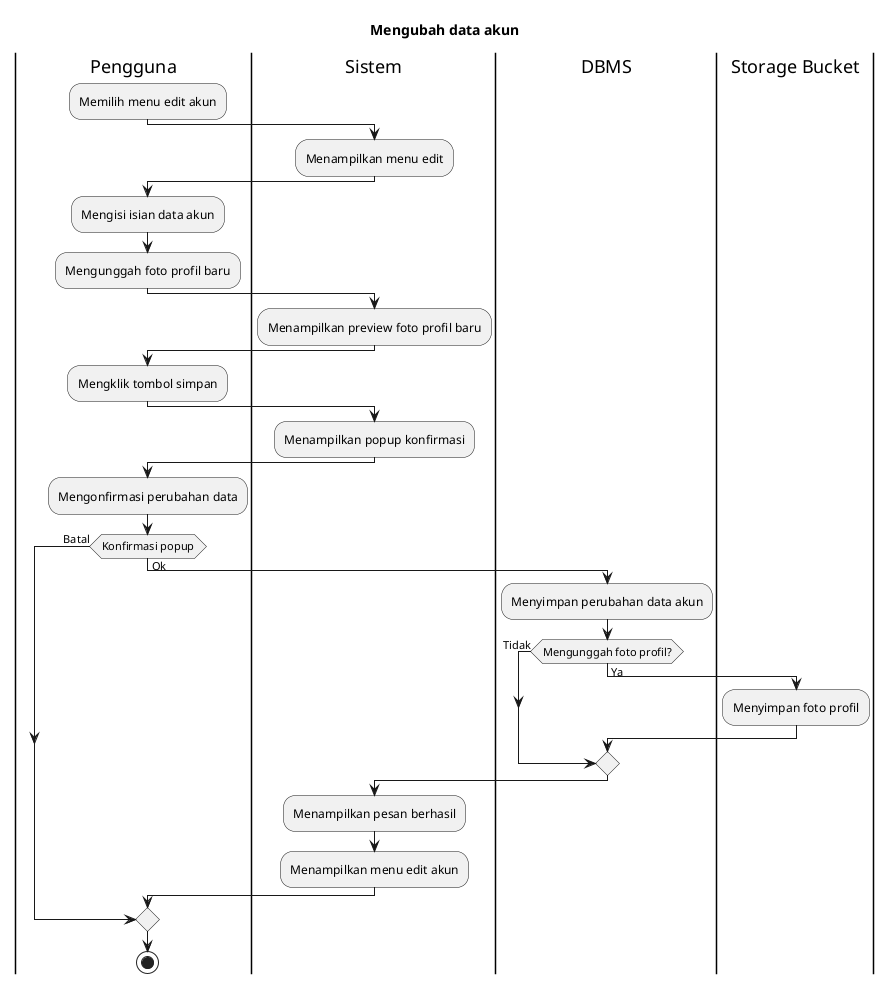 Mengubah data akun
Pengguna
Sistem
DBMS
Storage Bucket
Memilih menu edit akun
Menampilkan menu edit
Mengisi isian data akun
Mengunggah foto profil baru
Menampilkan preview foto profil baru
Mengklik tombol simpan
Menampilkan popup konfirmasi
Mengonfirmasi perubahan data
Batal
Konfirmasi popup
Ok
Menyimpan perubahan data akun
Tidak
Mengunggah foto profil?
Ya
Menyimpan foto profil
Menampilkan pesan berhasil
Menampilkan menu edit akun